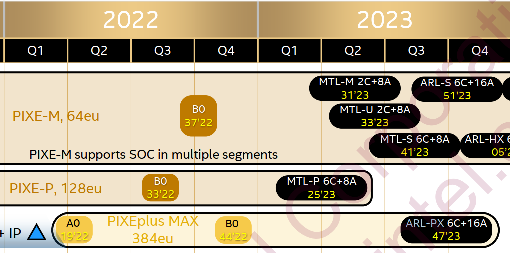 2022 2023
Q1 Q2 Q3 Q4 Q1 Q2 Q3 Q4
MTL-M 2C+8A ARL-S 6C+16A
31'23 51'23
PIXE-M, 64eu B0 MTL-U 2C+8A
37'22 33'23
MTL-S 6C+8A ARL-HX 6
41'23 05'2
PIXE-M supports SOC in multiple segments
PIXE-P, 128eu B0 MTL-P 6C+8A
33'22 25'23
+ IP A0 PIXEplus MAX B0 ARL-PX 6C+16A
19'22 384eu 44'22 47'23